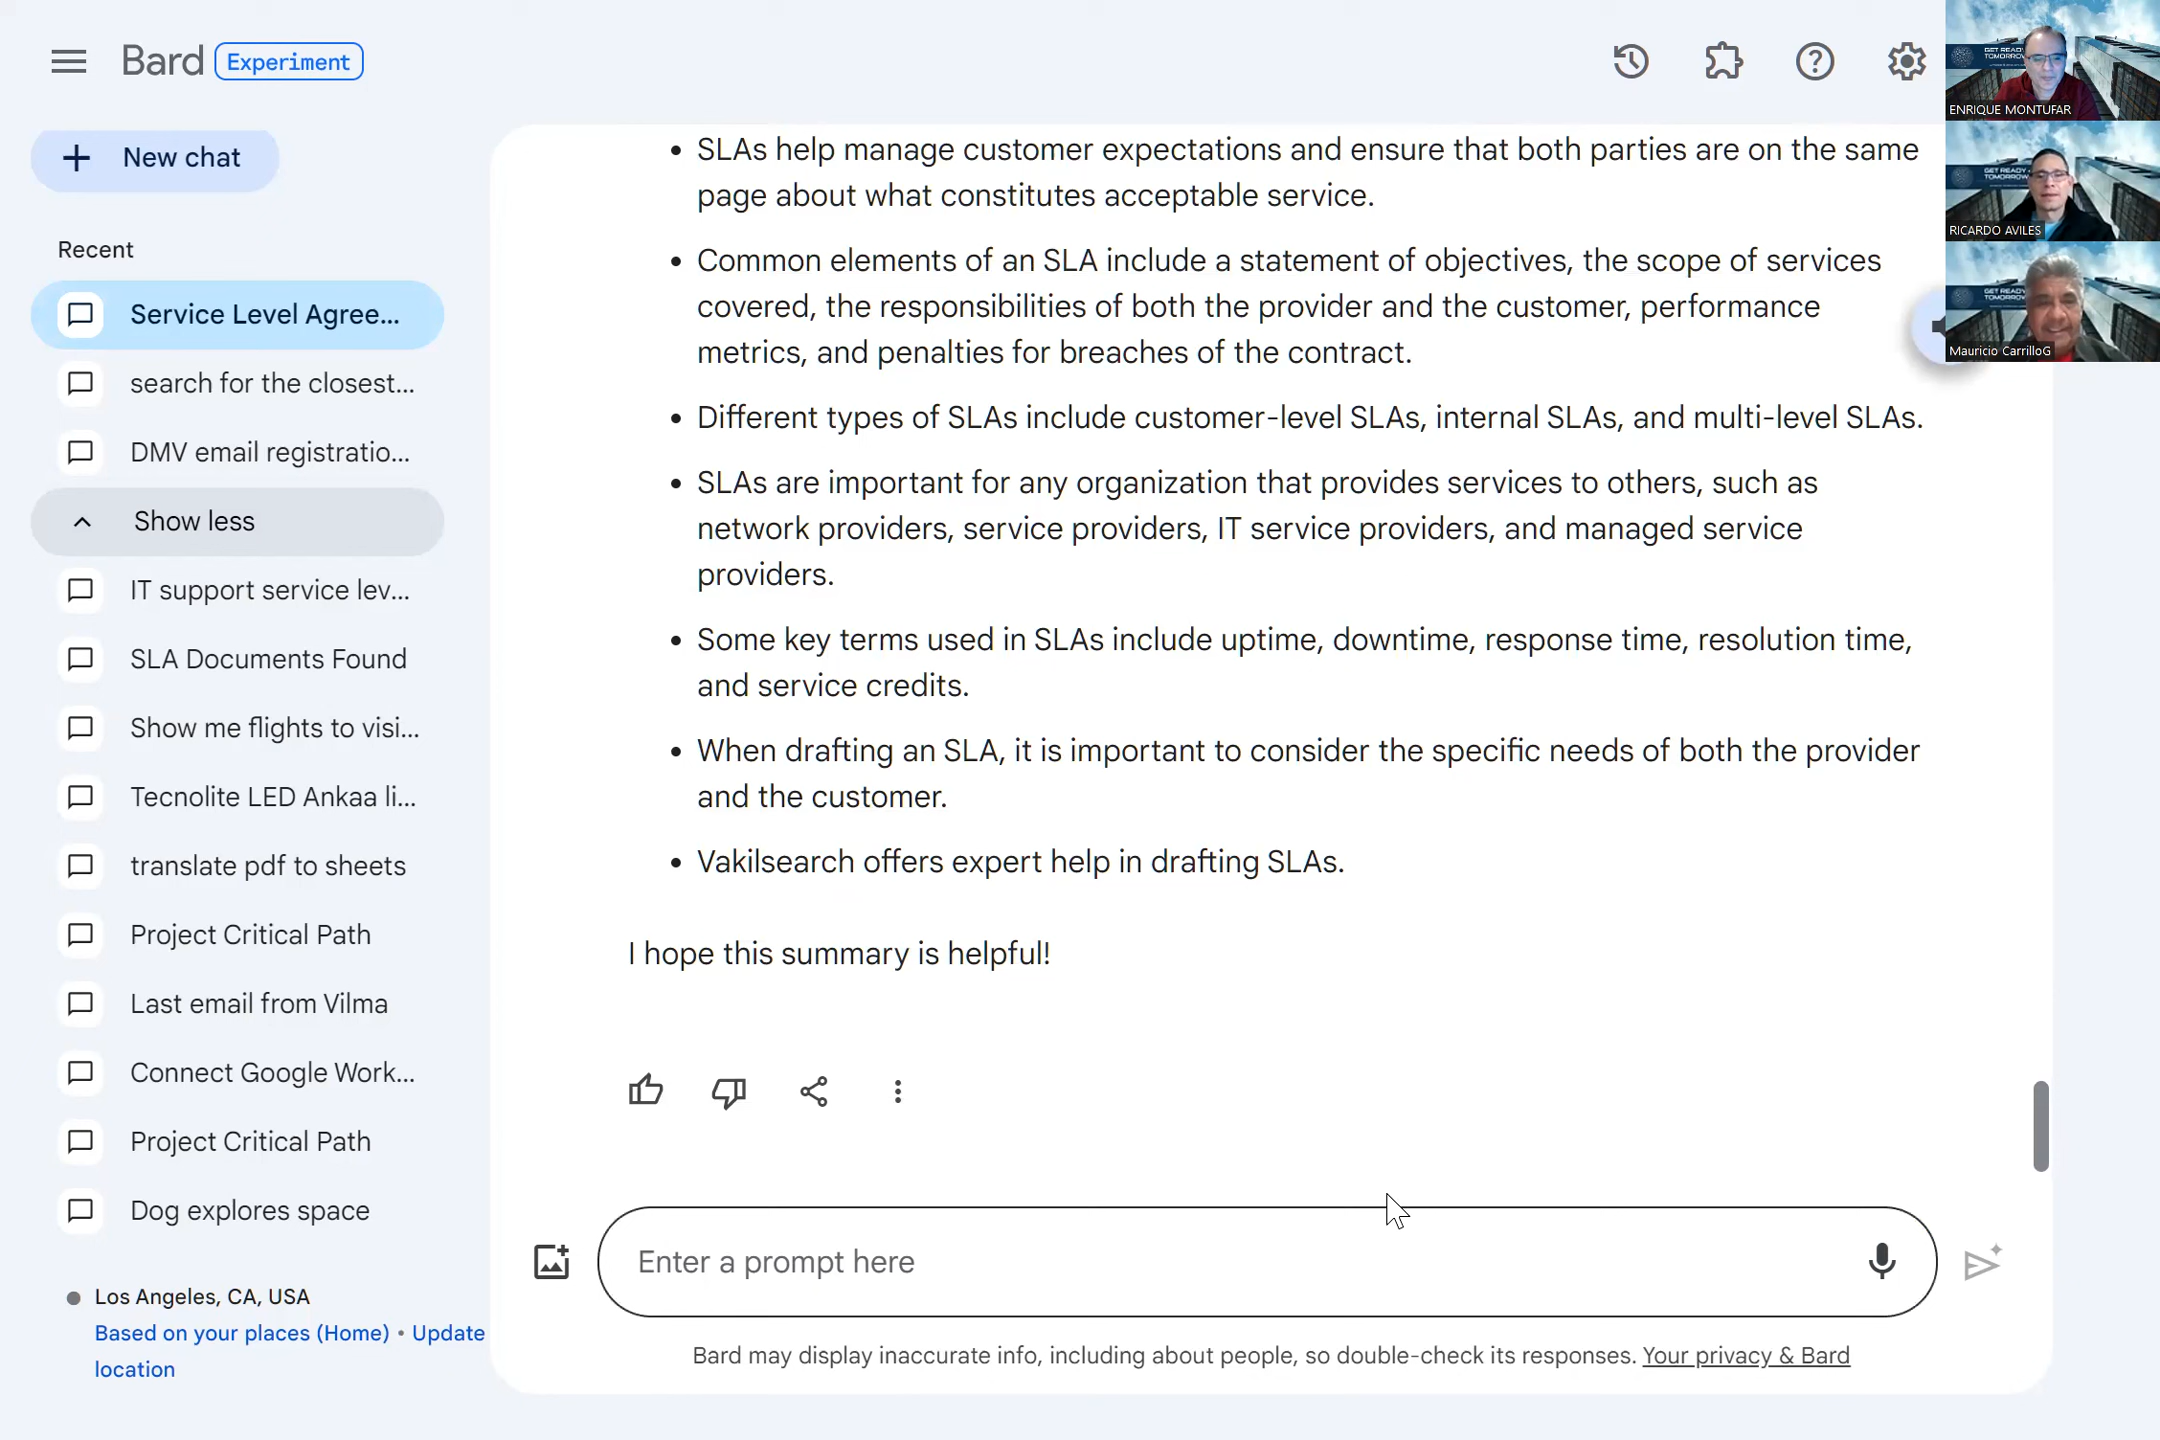 Bard Experiment
New chat
Recent
Service Level Agree...
search for the closest...
DMV email registratio...
Show less
IT support service lev...
SLA Documents Found
Show me flights to visi...
Tecnolite LED Ankaa li...
translate pdf to sheets
Project Critical Path
Last email from Vilma
Connect Google Work...
Project Critical Path
Dog explores space
Los Angeles, CA, USA
Based on your places (Home) • Update
location
• SLAs help manage customer expectations and ensure that both parties are on the same
page about what constitutes acceptable service.
• Common elements of an SLA include a statement of objectives, the scope of services
covered, the responsibilities of both the provider and the customer, performance
metrics, and penalties for breaches of the contract.
• Different types of SLAs include customer-level SLAs, internal SLAs, and multi-level SLAs.
• SLAs are important for any organization that provides services to others, such as
network providers, service providers, IT service providers, and managed service
providers.
• Some key terms used in SLAs include uptime, downtime, response time, resolution time,
and service credits.
• When drafting an SLA, it is important to consider the specific needs of both the provider
and the customer.
• Vakilsearch offers expert help in drafting SLAs.
I hope this summary is helpful!
Enter a prompt here
Bard may display inaccurate info, including about people, so double-check its responses. Your privacy & Bard
GET READY
TOMORROW
ENRIQUE MONTUFAR
GET READY
TOMORROW
RICARDO AVILES
GET READY
TOMORROW
Mauricio CarrilloG